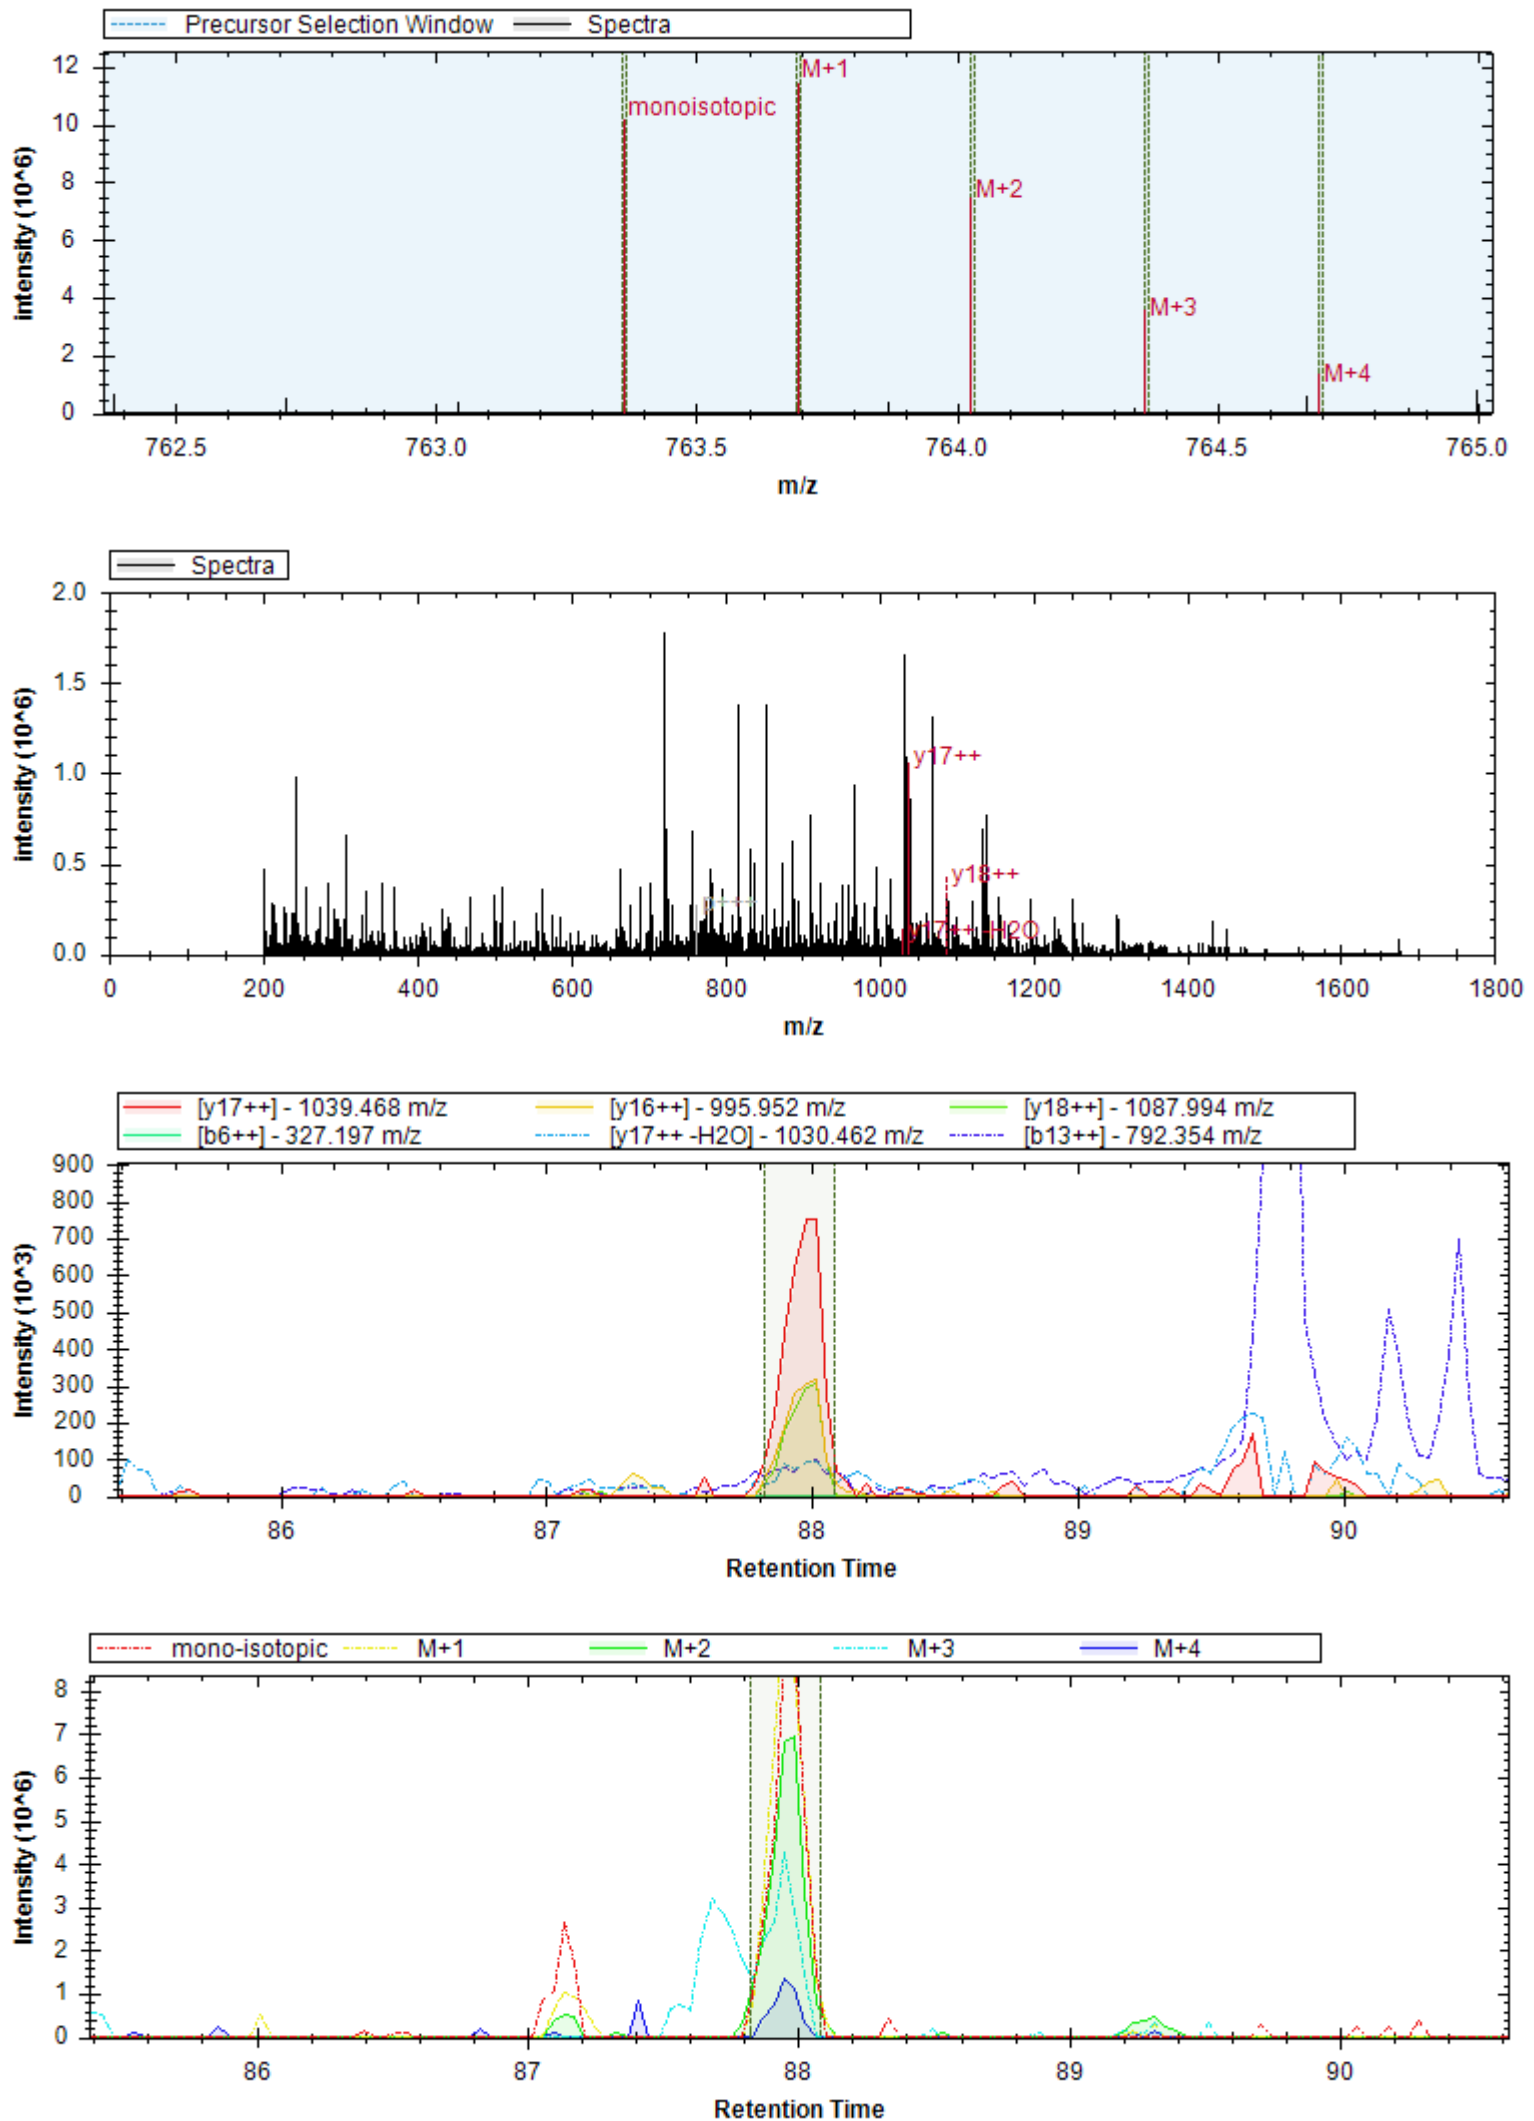 Precursor Selection Window Spectra
12
10
8
6
4
2
0
intensity (10^6)
monoisotopic
M+1
M+2
M+3
M+4
762.5 763.0 763.5 764.0 764.5 765.0
m/z
Spectra
2.0
1.5
1.0
0.5
0.0
intensity (10^6)
y17++
y18++
p+++
y17++ -H2O
0 200 400 600 800 1000 1200 1400 1600 1800
m/z
[y17++] - 1039.468 m/z [y16++] - 995.952 m/z [y18++] - 1087.994 m/z
[b6++] - 327.197 m/z [y17++ -H2O] - 1030.462 m/z [b13++] - 792.354 m/z
900
800
700
600
500
400
300
200
100
0
Intensity (10^3)
86 87 88 89 90
Retention Time
mono-isotopic M+1 M+2 M+3 M+4
8
7
6
5
4
3
2
1
0
Intensity (10^6)
86 87 88 89 90
Retention Time